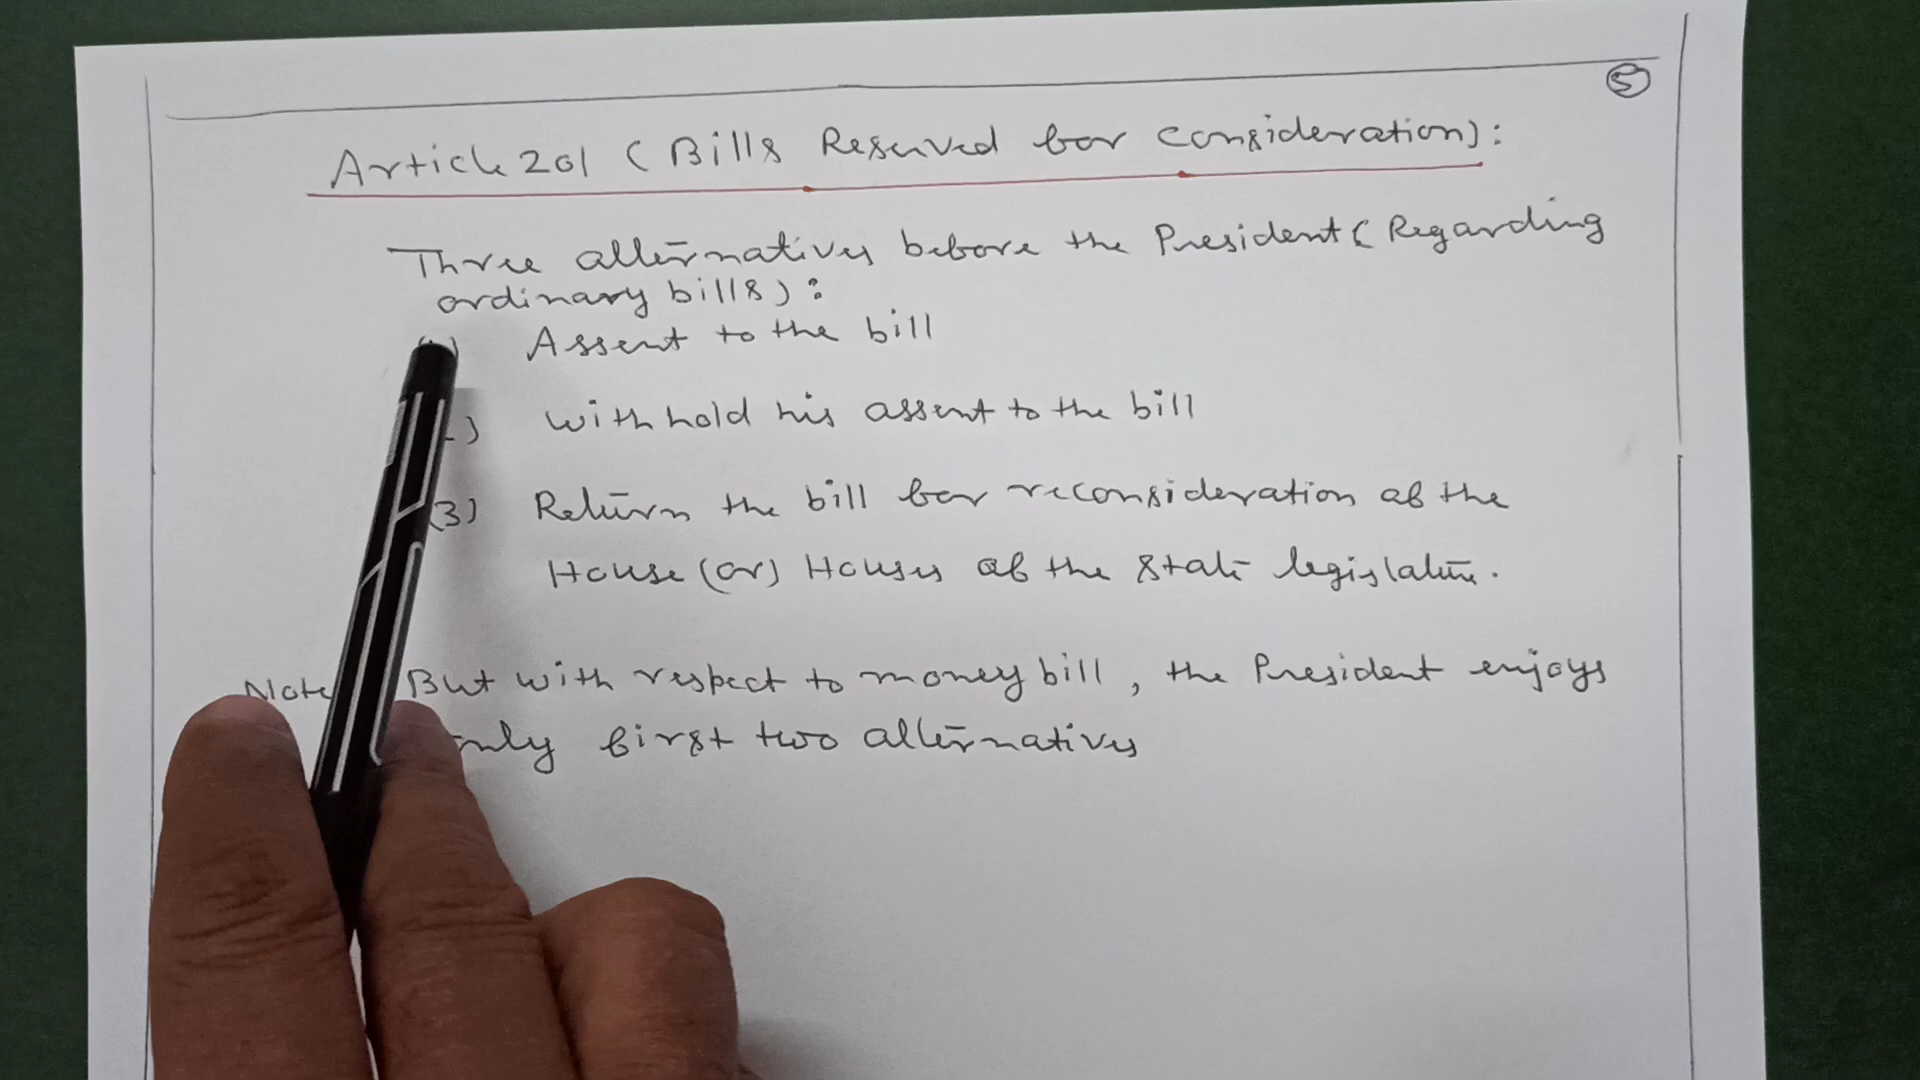 5
Article 201 (Bills Reserved for consideration):
Three alternatives before the President (Regarding
ordinary bills):
Assent to the bill
withhold his assent to the bill
(3) Return the bill for reconsideration of the
House (or) Houses of the state legislature.
Note But with respect to money bill, the President enjoys
only first two alternatives